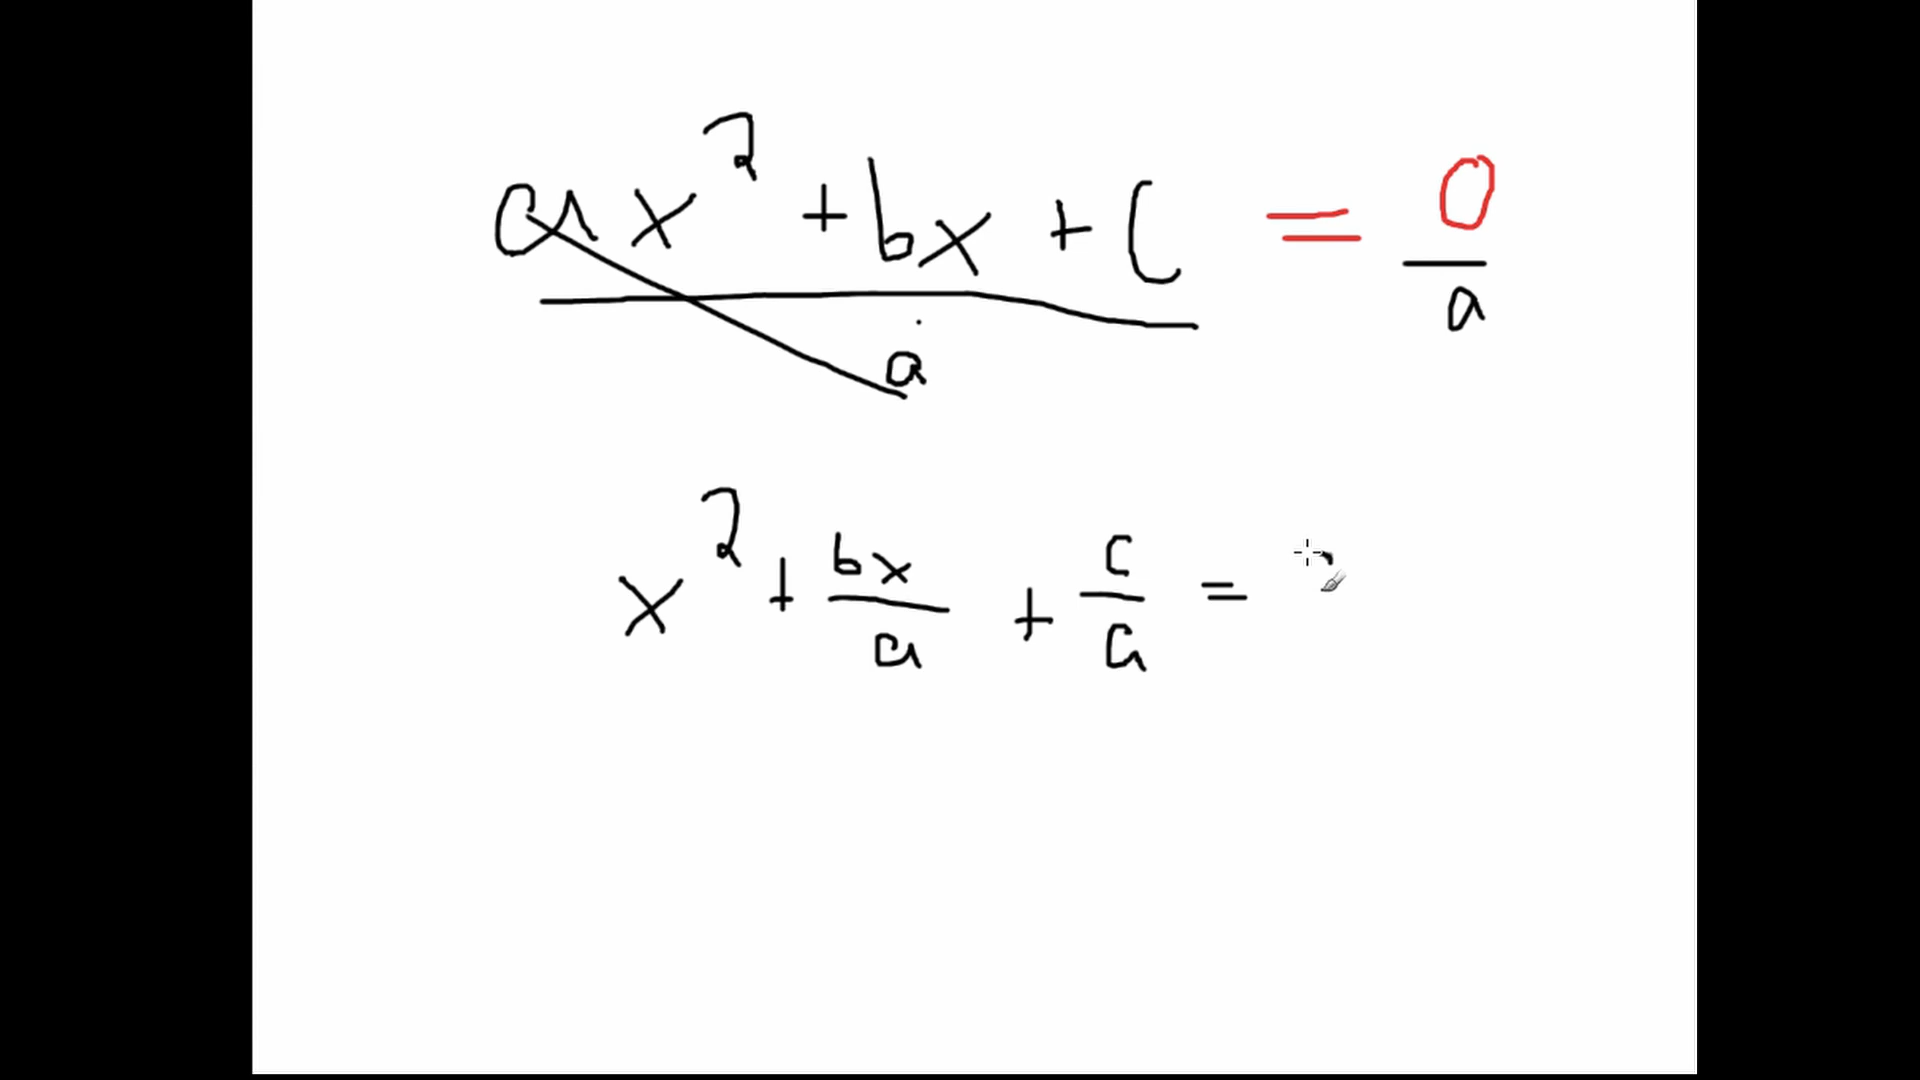 ax² + bx + c = 0
a a
x² + bx/a + c/a =